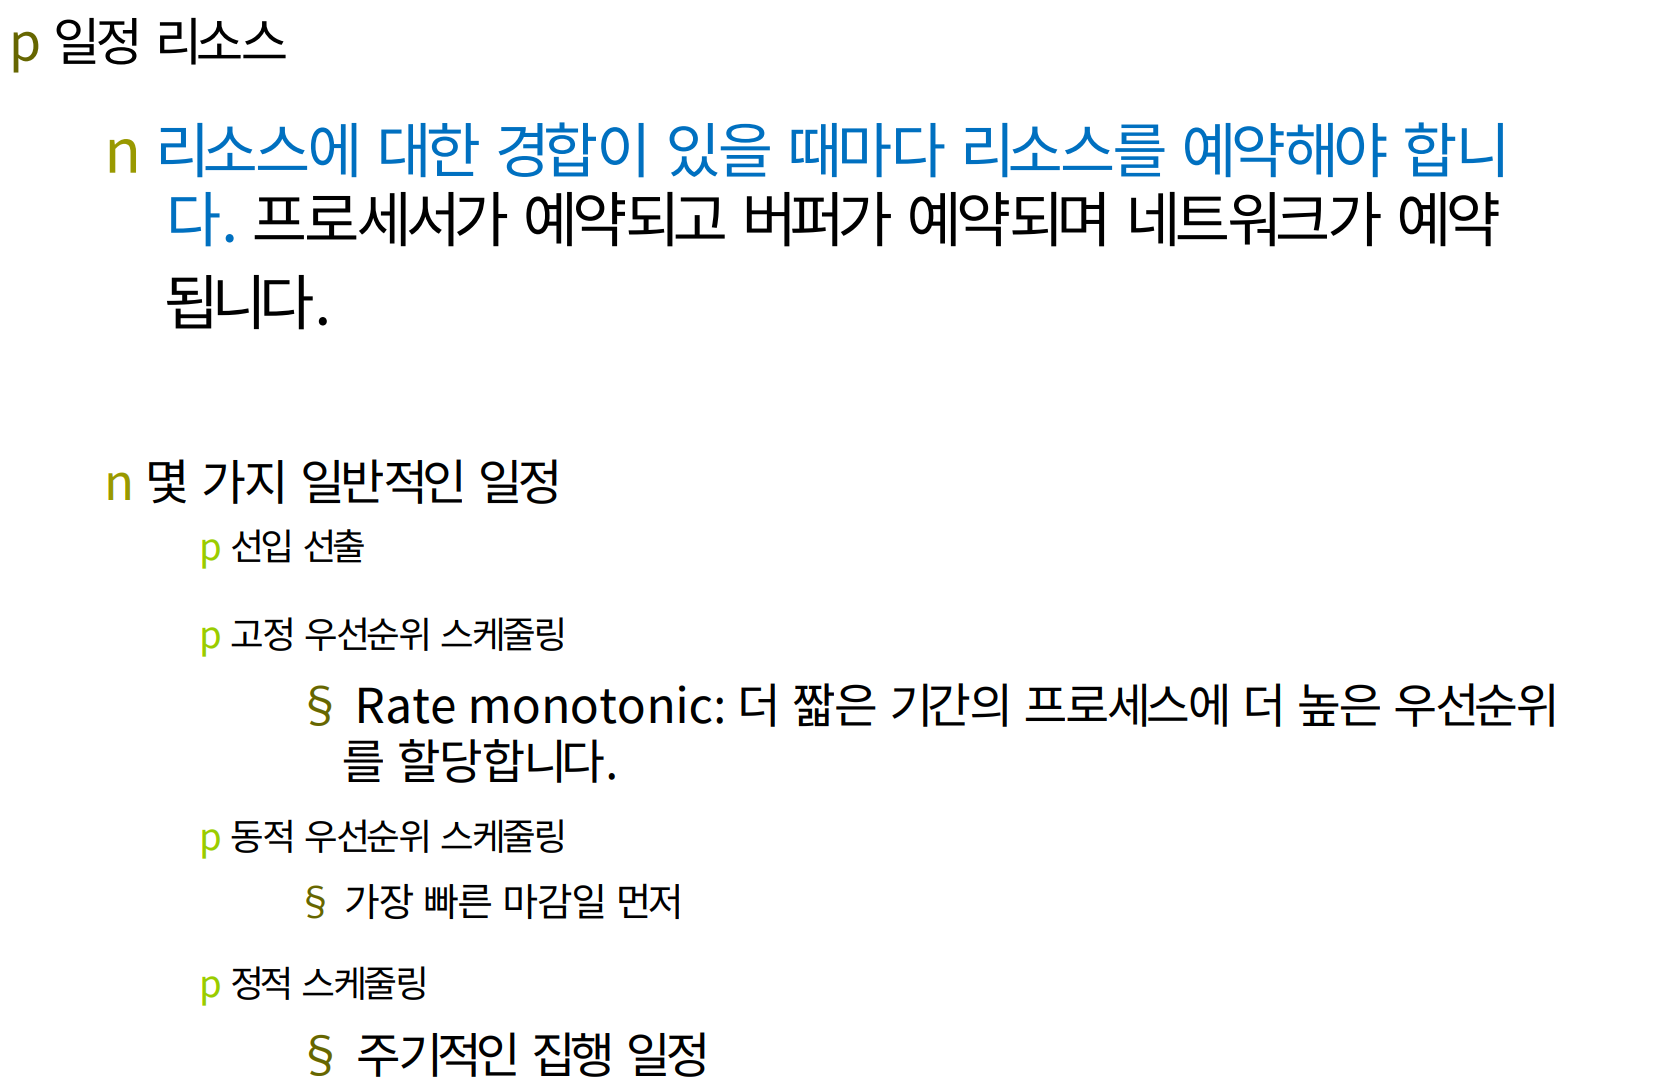 p 일정 리소스
n 리소스에 대한 경합이 있을 때마다 리소스를 예약해야 합니
다. 프로세서가 예약되고 버퍼가 예약되며 네트워크가 예약
됩니다.
n 몇 가지 일반적인 일정
p 선입 선출
p 고정 우선순위 스케줄링
§ Rate monotonic: 더 짧은 기간의 프로세스에 더 높은 우선순위
를 할당합니다.
p 동적 우선순위 스케줄링
§ 가장 빠른 마감일 먼저
p 정적 스케줄링
§ 주기적인 집행 일정